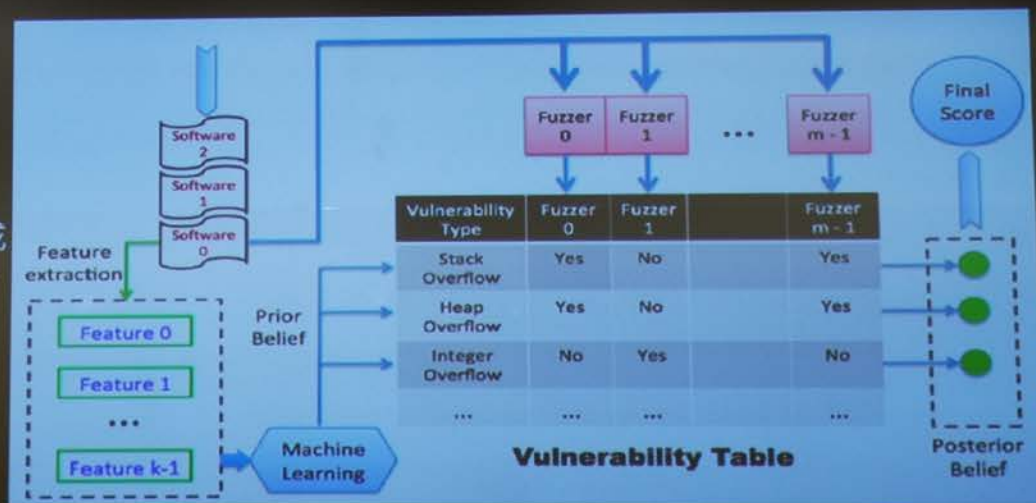 Software
2
Software
1
Software
0
Feature
extraction
Feature 0
Feature 1
...
Feature k-1
Machine
Learning
Prior
Belief
Fuzzer
0
Fuzzer
1
...
Fuzzer
m - 1
Vulnerability
Type
Fuzzer
0
Fuzzer
1
Fuzzer
m - 1
Stack
Overflow
Yes
No
Yes
Heap
Overflow
Yes
No
Yes
Integer
Overflow
No
Yes
No
...
...
...
...
Vulnerability Table
Final
Score
Posterior
Belief